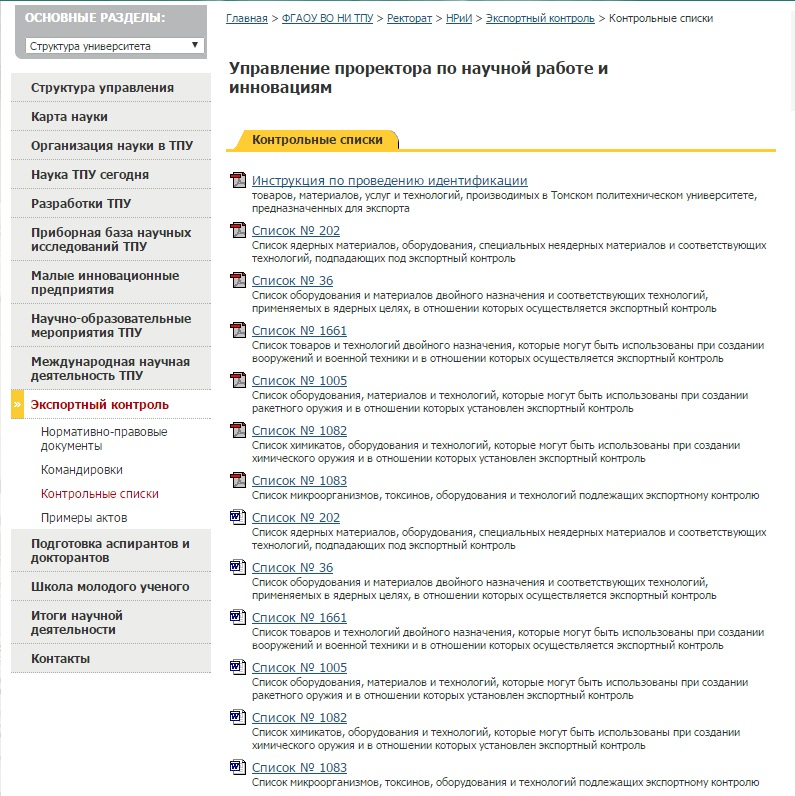 ОСНОВНЫЕ РАЗДЕЛЫ:
Структура университета
Структура управления
Карта науки
Организация науки в ТПУ
Наука ТПУ сегодня
Разработки ТПУ
Приборная база научных
исследований ТПУ
Малые инновационные
предприятия
Научно-образовательные
мероприятия ТПУ
Международная научная
деятельность ТПУ
» Экспортный контроль
Нормативно-правовые
документы
Командировки
Контрольные списки
Примеры актов
Подготовка аспирантов и
докторантов
Школа молодого ученого
Итоги научной
деятельности
Контакты
Главная > ФГАОУ ВО НИ ТПУ > Ректорат > НРиИ > Экспортный контроль > Контрольные списки
Управление проректора по научной работе и
инновациям
Контрольные списки
Инструкция по проведению идентификации
товаров, материалов, услуг и технологий, производимых в Томском политехническом университете,
предназначенных для экспорта
Список № 202
Список ядерных материалов, оборудования, специальных неядерных материалов и соответствующих
технологий, подпадающих под экспортный контроль
Список № 36
Список оборудования и материалов двойного назначения и соответствующих технологий,
применяемых в ядерных целях, в отношении которых осуществляется экспортный контроль
Список № 1661
Список товаров и технологий двойного назначения, которые могут быть использованы при создании
вооружений и военной техники и в отношении которых осуществляется экспортный контроль
Список № 1005
Список оборудования, материалов и технологий, которые могут быть использованы при создании
ракетного оружия и в отношении которых установлен экспортный контроль
Список № 1082
Список химикатов, оборудования и технологий, которые могут быть использованы при создании
химического оружия и в отношении которых установлен экспортный контроль
Список № 1083
Список микроорганизмов, токсинов, оборудования и технологий подлежащих экспортному контролю
Список № 202
Список ядерных материалов, оборудования, специальных неядерных материалов и соответствующих
технологий, подпадающих под экспортный контроль
Список № 36
Список оборудования и материалов двойного назначения и соответствующих технологий,
применяемых в ядерных целях, в отношении которых осуществляется экспортный контроль
Список № 1661
Список товаров и технологий двойного назначения, которые могут быть использованы при создании
вооружений и военной техники и в отношении которых осуществляется экспортный контроль
Список № 1005
Список оборудования, материалов и технологий, которые могут быть использованы при создании
ракетного оружия и в отношении которых установлен экспортный контроль
Список № 1082
Список химикатов, оборудования и технологий, которые могут быть использованы при создании
химического оружия и в отношении которых установлен экспортный контроль
Список № 1083
Список микроорганизмов, токсинов, оборудования и технологий подлежащих экспортному контролю